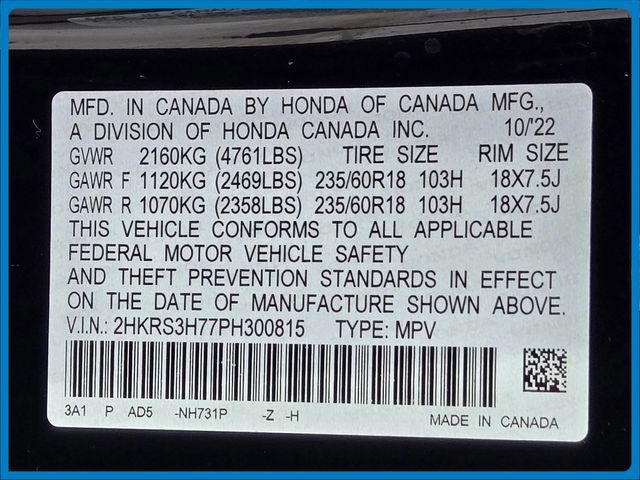 MFD. IN CANADA BY HONDA OF CANADA MFG.,
A DIVISION OF HONDA CANADA INC. 10/'22
GVWR 2160KG (4761LBS) TIRE SIZE RIM SIZE
GAWR F 1120KG (2469LBS) 235/60R18 103H 18X7.5J
GAWR R 1070KG (2358LBS) 235/60R18 103H 18X7.5J
THIS VEHICLE CONFORMS TO ALL APPLICABLE
FEDERAL MOTOR VEHICLE SAFETY
AND THEFT PREVENTION STANDARDS IN EFFECT
ON THE DATE OF MANUFACTURE SHOWN ABOVE.
V.I.N.: 2HKRS3H77PH300815 TYPE: MPV
3A1 P AD5 -NH731P -Z -H
MADE IN CANADA